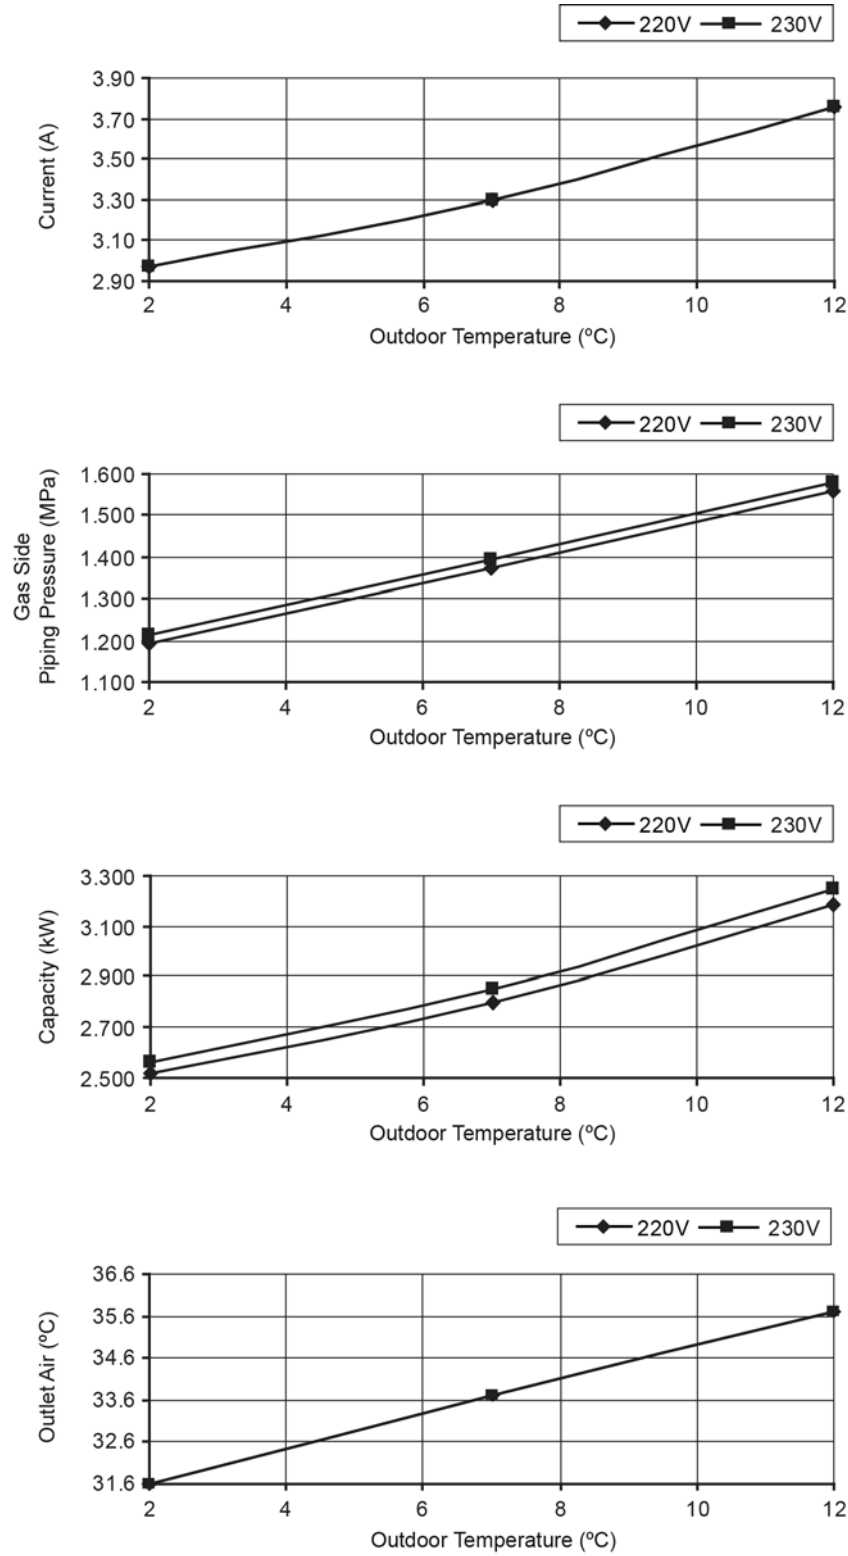 220V 230V
3.90
3.70
3.50
3.30
3.10
2.90
Current (A)
2 4 6 8 10 12
Outdoor Temperature (ºC)
220V 230V
1.600
1.500
1.400
1.300
1.200
1.100
Gas Side
Piping Pressure (MPa)
2 4 6 8 10 12
Outdoor Temperature (ºC)
220V 230V
3.300
3.100
2.900
2.700
2.500
Capacity (kW)
2 4 6 8 10 12
Outdoor Temperature (ºC)
220V 230V
36.6
35.6
34.6
33.6
32.6
31.6
Outlet Air (ºC)
2 4 6 8 10 12
Outdoor Temperature (ºC)